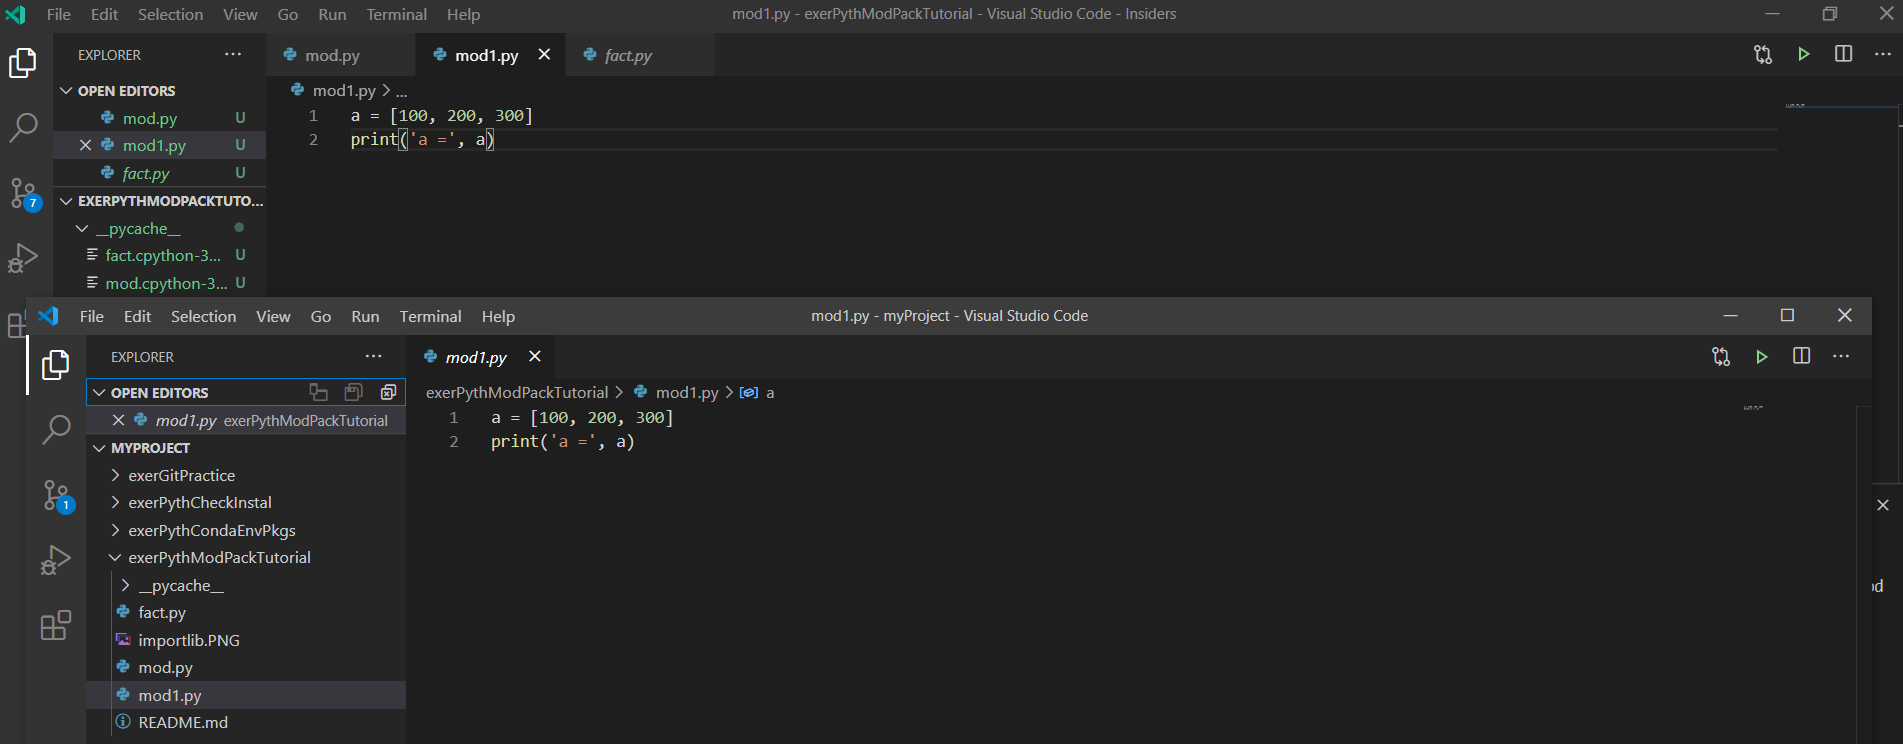 File Edit Selection View Go Run Terminal Help mod1.py - exerPythModPackTutorial - Visual Studio Code - Insiders
EXPLORER ···
OPEN EDITORS
mod.py U
mod1.py U
fact.py U
7
EXERPYTHMODPACKTUTO...
__pycache__
fact.cpython-3... U
mod.cpython-3... U
mod.py mod1.py fact.py
mod1.py > ...
1 a = [100, 200, 300]
2 print('a =', a)
File Edit Selection View Go Run Terminal Help mod1.py - myProject - Visual Studio Code
EXPLORER ···
OPEN EDITORS
mod1.py exerPythModPackTutorial
MYPROJECT
exerGitPractice
1
exerPythCheckInstal
exerPythCondaEnvPkgs
exerPythModPackTutorial
__pycache__
fact.py
importlib.PNG
mod.py
mod1.py
README.md
mod1.py
exerPythModPackTutorial > mod1.py > a
1 a = [100, 200, 300]
2 print('a =', a)